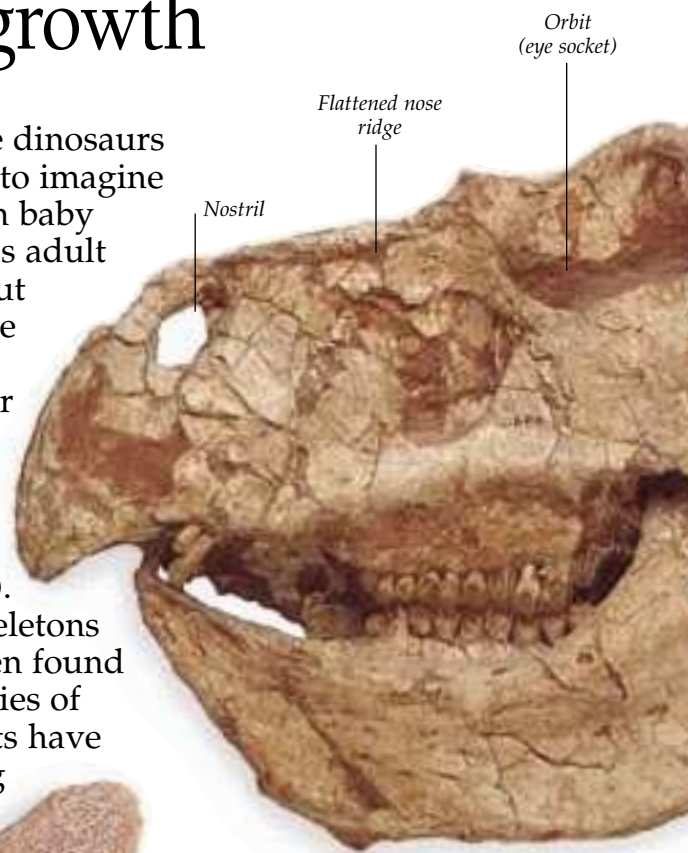 growth
Orbit
(eye socket)
Flattened nose
ridge
Nostril
dinosaurs
to imagine
baby
s adult
ut
e
r
).
eletons
en found
ies of
ts have
g